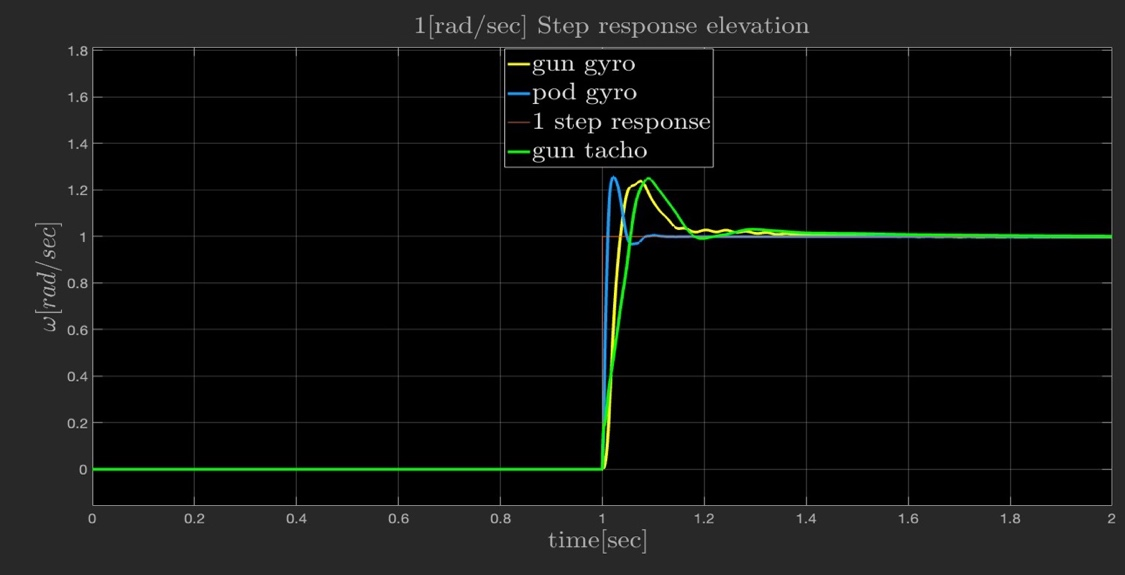 1[rad/sec] Step response elevation
1.8
gun gyro
pod gyro
1.6
1 step response
1.4
gun tacho
1.2
1
0.8
ω[rad/sec]
0.6
0.4
0.2
0
0 0.2 0.4 0.6 0.8 1 1.2 1.4 1.6 1.8 2
time[sec]